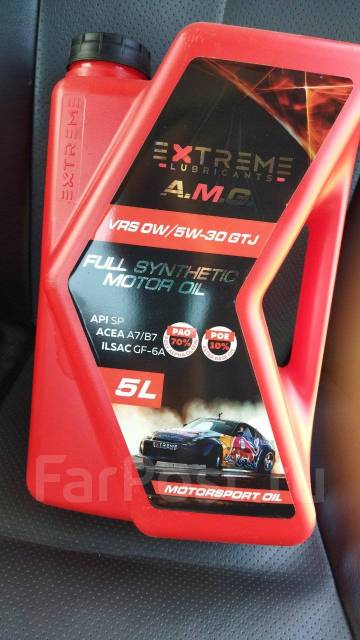 EXTREME
EXTREME
LUBRICANTS
A.M.G.
VRS 0W/5W-30 GTJ
FULL SYNTHETIC
MOTOR OIL
API SP
ACEA A7/B7
ILSAC GF-6A
PAO
70%
POE
10%
5L
EXTREME
MOTORSPORT OIL